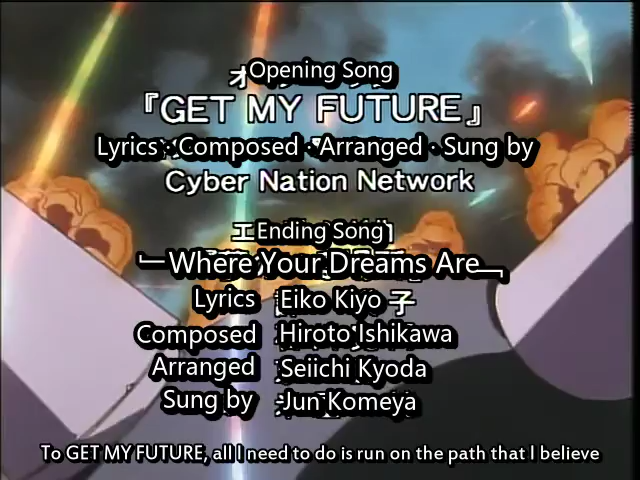 Opening Song
『GET MY FUTURE』
Lyrics · Composed · Arranged · Sung by
Cyber Nation Network
Ending Song
Where Your Dreams Are
Lyrics Eiko Kiyo 子
Composed Hiroto Ishikawa
Arranged Seiichi Kyoda
Sung by Jun Komeya
To GET MY FUTURE, all I need to do is run on the path that I believe